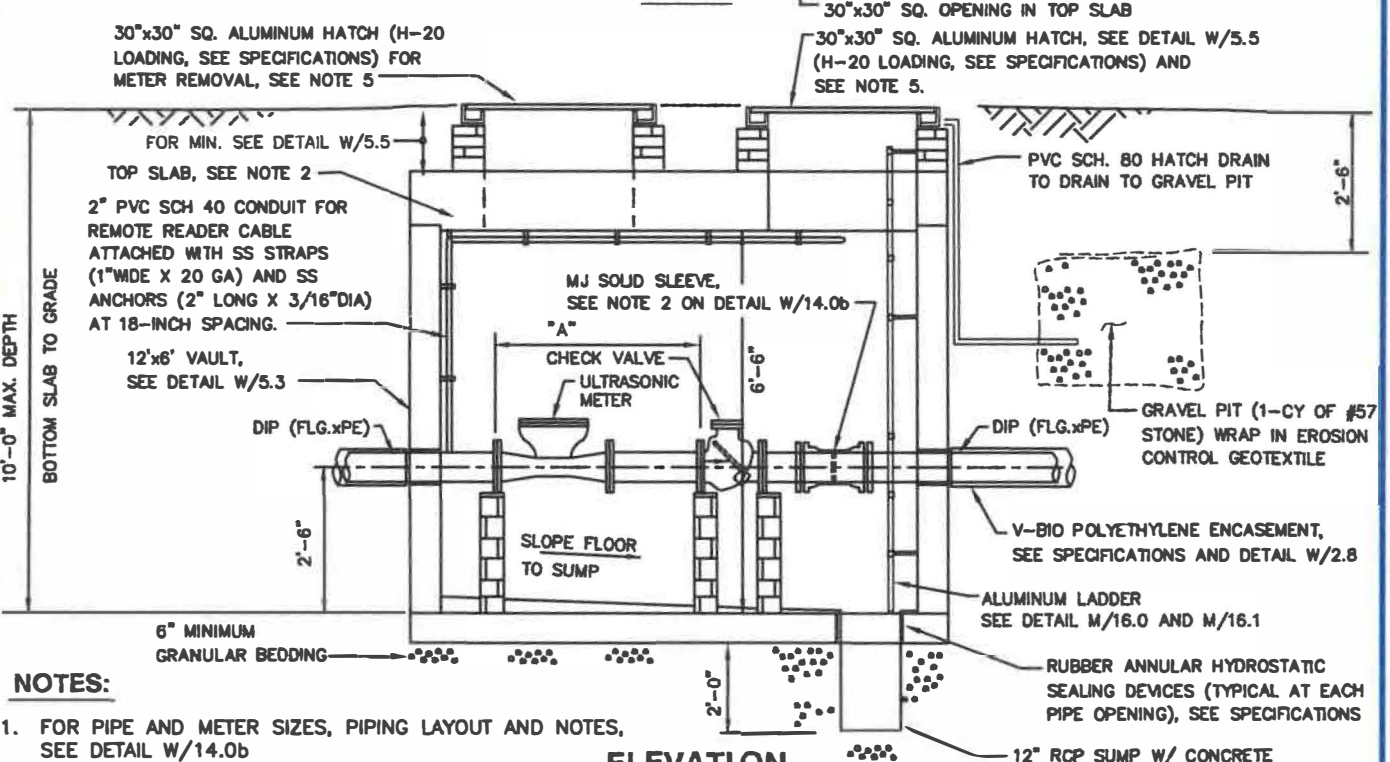 30"x30" SQ. OPENING IN TOP SLAB
30"x30" SQ. ALUMINUM HATCH (H-20
LOADING, SEE SPECIFICATIONS) FOR
METER REMOVAL, SEE NOTE 5
30"x30" SQ. ALUMINUM HATCH, SEE DETAIL W/5.5
(H-20 LOADING, SEE SPECIFICATIONS) AND
SEE NOTE 5.
FOR MIN. SEE DETAIL W/5.5
TOP SLAB, SEE NOTE 2
2" PVC SCH 40 CONDUIT FOR
REMOTE READER CABLE
ATTACHED WITH SS STRAPS
(1"WIDE X 20 GA) AND SS
ANCHORS (2" LONG X 3/16"DIA)
AT 18-INCH SPACING.
12'x6' VAULT,
SEE DETAIL W/5.3
DIP (FLG.xPE)
10'-0" MAX. DEPTH
BOTTOM SLAB TO GRADE
2'-6"
6" MINIMUM
GRANULAR BEDDING
MJ SOLID SLEEVE,
SEE NOTE 2 ON DETAIL W/14.0b
"A"
CHECK VALVE
ULTRASONIC
METER
6'-6"
SLOPE FLOOR
TO SUMP
2'-0"
PVC SCH. 80 HATCH DRAIN
TO DRAIN TO GRAVEL PIT
2'-6"
GRAVEL PIT (1-CY OF #57
STONE) WRAP IN EROSION
CONTROL GEOTEXTILE
DIP (FLG.xPE)
V-BIO POLYETHYLENE ENCASEMENT,
SEE SPECIFICATIONS AND DETAIL W/2.8
ALUMINUM LADDER
SEE DETAIL M/16.0 AND M/16.1
RUBBER ANNULAR HYDROSTATIC
SEALING DEVICES (TYPICAL AT EACH
PIPE OPENING), SEE SPECIFICATIONS
12" RCP SUMP W/ CONCRETE
NOTES:
1. FOR PIPE AND METER SIZES, PIPING LAYOUT AND NOTES,
SEE DETAIL W/14.0b
ELEVATION